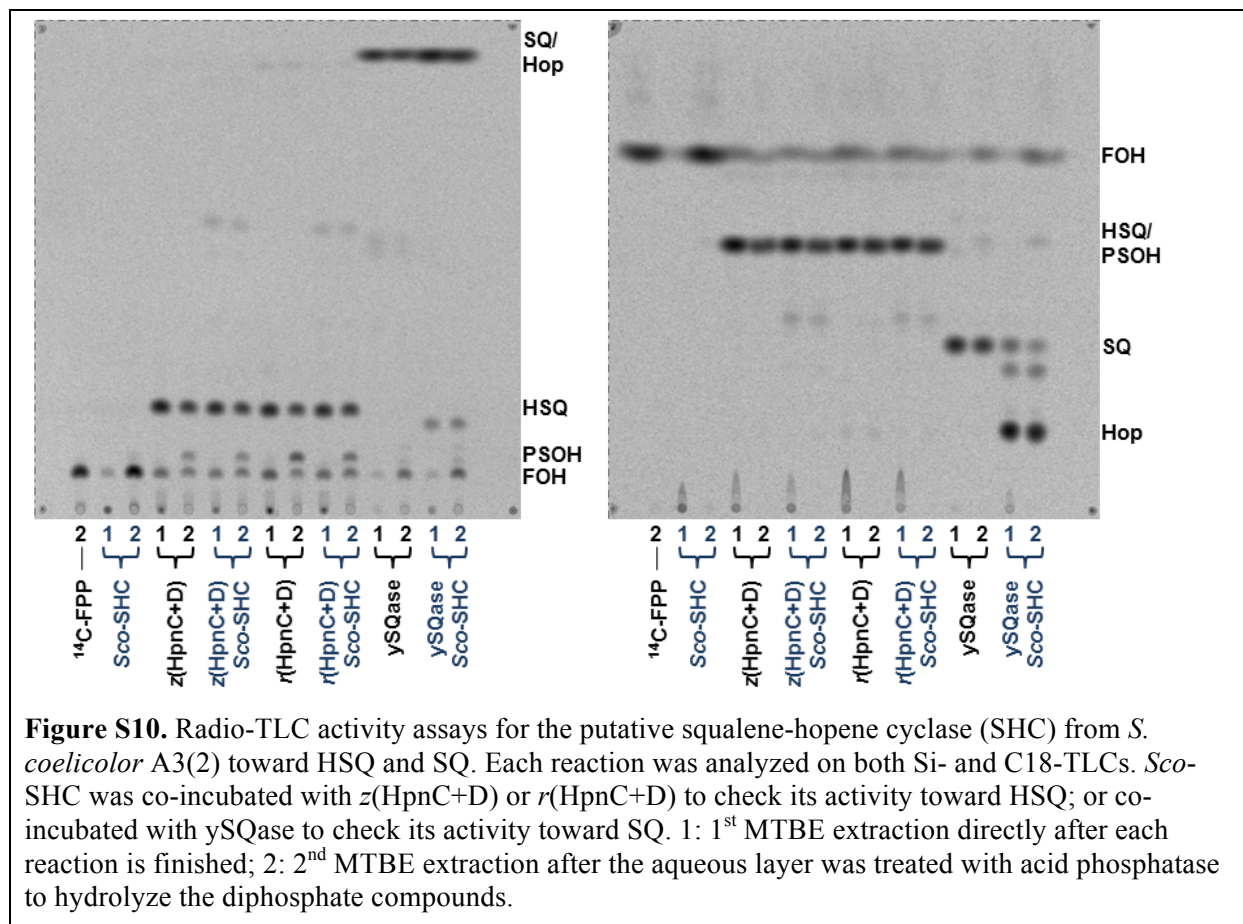 SQ/
Hop
HSQ
PSOH
FOH
2 1 2 1 2 1 2 1 2 1 2 1 2 1 2
¹⁴C-FPP
Sco-SHC
z(HpnC+D)
z(HpnC+D)
Sco-SHC
r(HpnC+D)
r(HpnC+D)
Sco-SHC
ySQase
ySQase
Sco-SHC
FOH
HSQ/
PSOH
SQ
Hop
2 1 2 1 2 1 2 1 2 1 2 1 2 1 2
¹⁴C-FPP
Sco-SHC
z(HpnC+D)
z(HpnC+D)
Sco-SHC
r(HpnC+D)
r(HpnC+D)
Sco-SHC
ySQase
ySQase
Sco-SHC
Figure S10. Radio-TLC activity assays for the putative squalene-hopene cyclase (SHC) from S.
coelicolor A3(2) toward HSQ and SQ. Each reaction was analyzed on both Si- and C18-TLCs. Sco-
SHC was co-incubated with z(HpnC+D) or r(HpnC+D) to check its activity toward HSQ; or co-
incubated with ySQase to check its activity toward SQ. 1: 1st MTBE extraction directly after each
reaction is finished; 2: 2nd MTBE extraction after the aqueous layer was treated with acid phosphatase
to hydrolyze the diphosphate compounds.